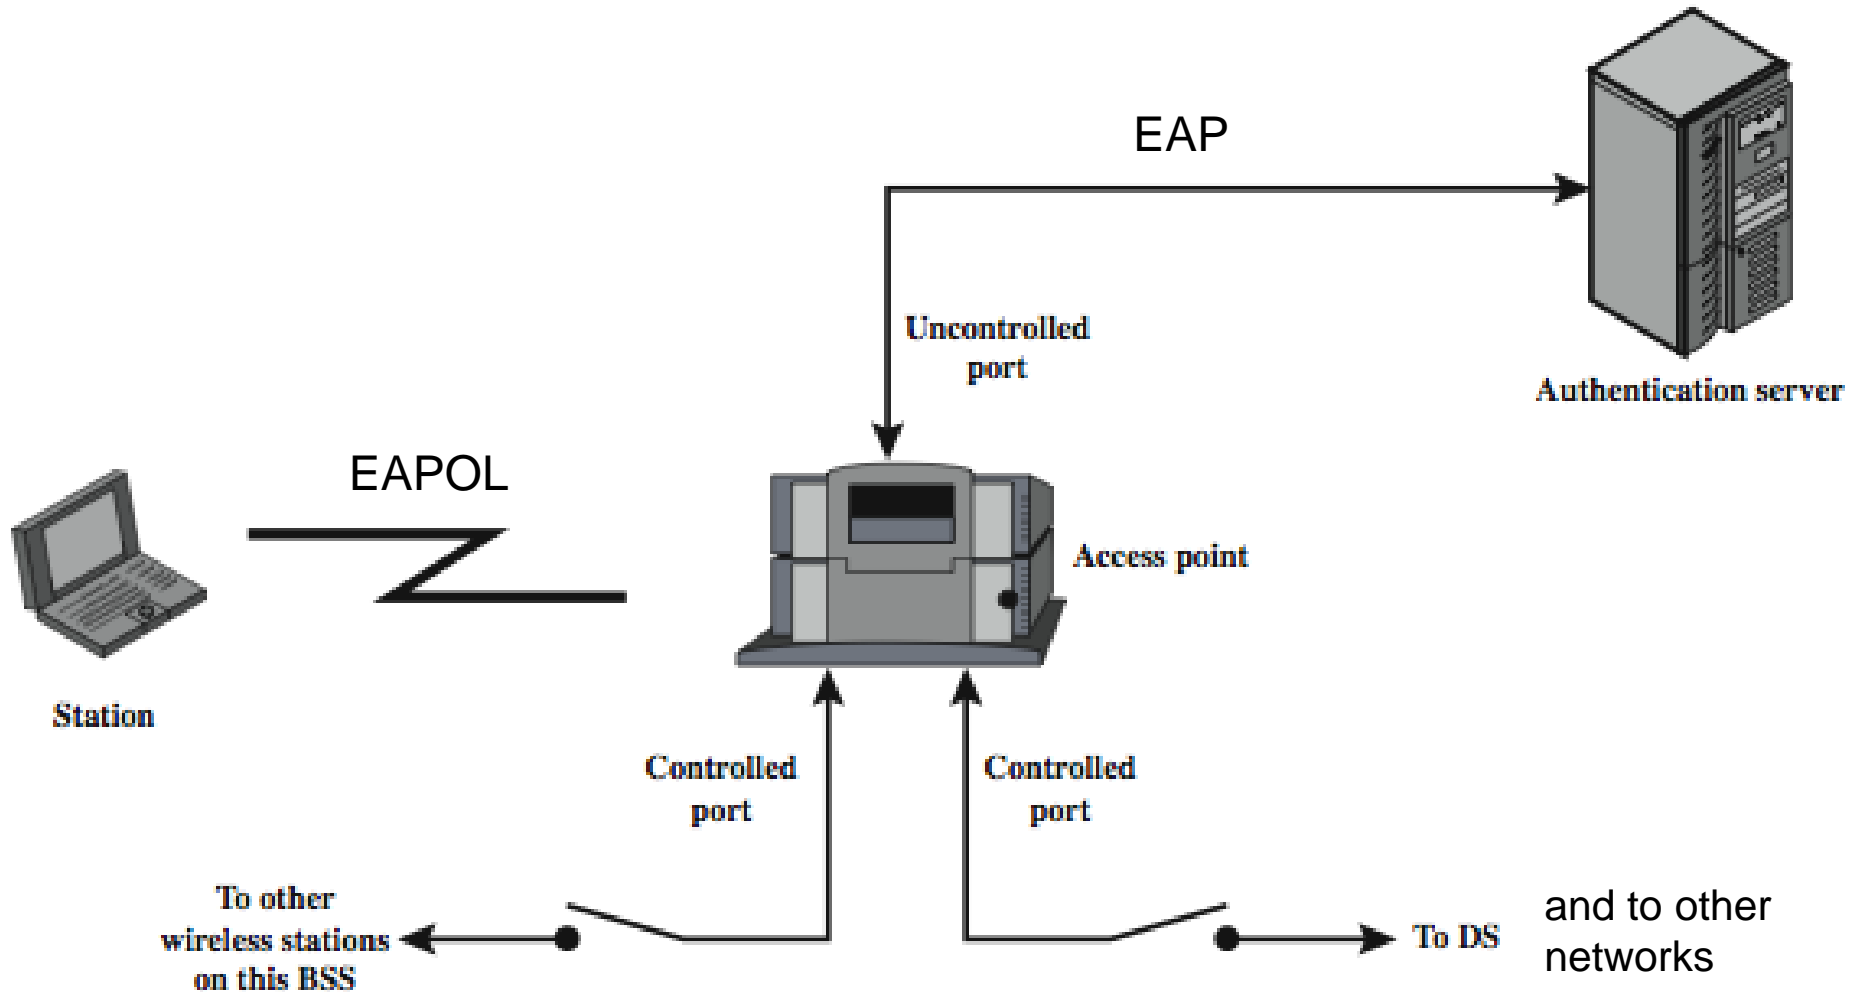 EAP
Uncontrolled
port
Authentication server
EAPOL
Access point
Station
Controlled
port
Controlled
port
To other
wireless stations
on this BSS
To DS
and to other
networks